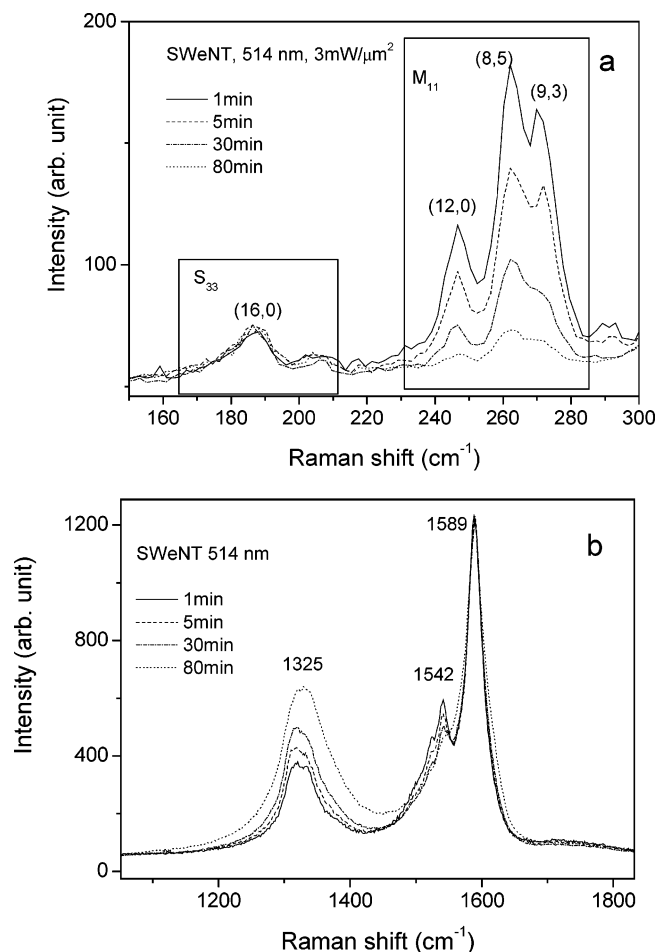 200
SWeNT, 514 nm, 3mW/μm²
1min
5min
30min
80min
M₁₁
(8,5)
a
(9,3)
(12,0)
Intensity (arb. unit)
100
S₃₃
(16,0)
160 180 200 220 240 260 280 300
Raman shift (cm⁻¹)
1200
1589
b
SWeNT 514 nm
1min
5min
30min
80min
Intensity (arb. unit)
800
1325
1542
400
0
1200 1400 1600 1800
Raman shift (cm⁻¹)